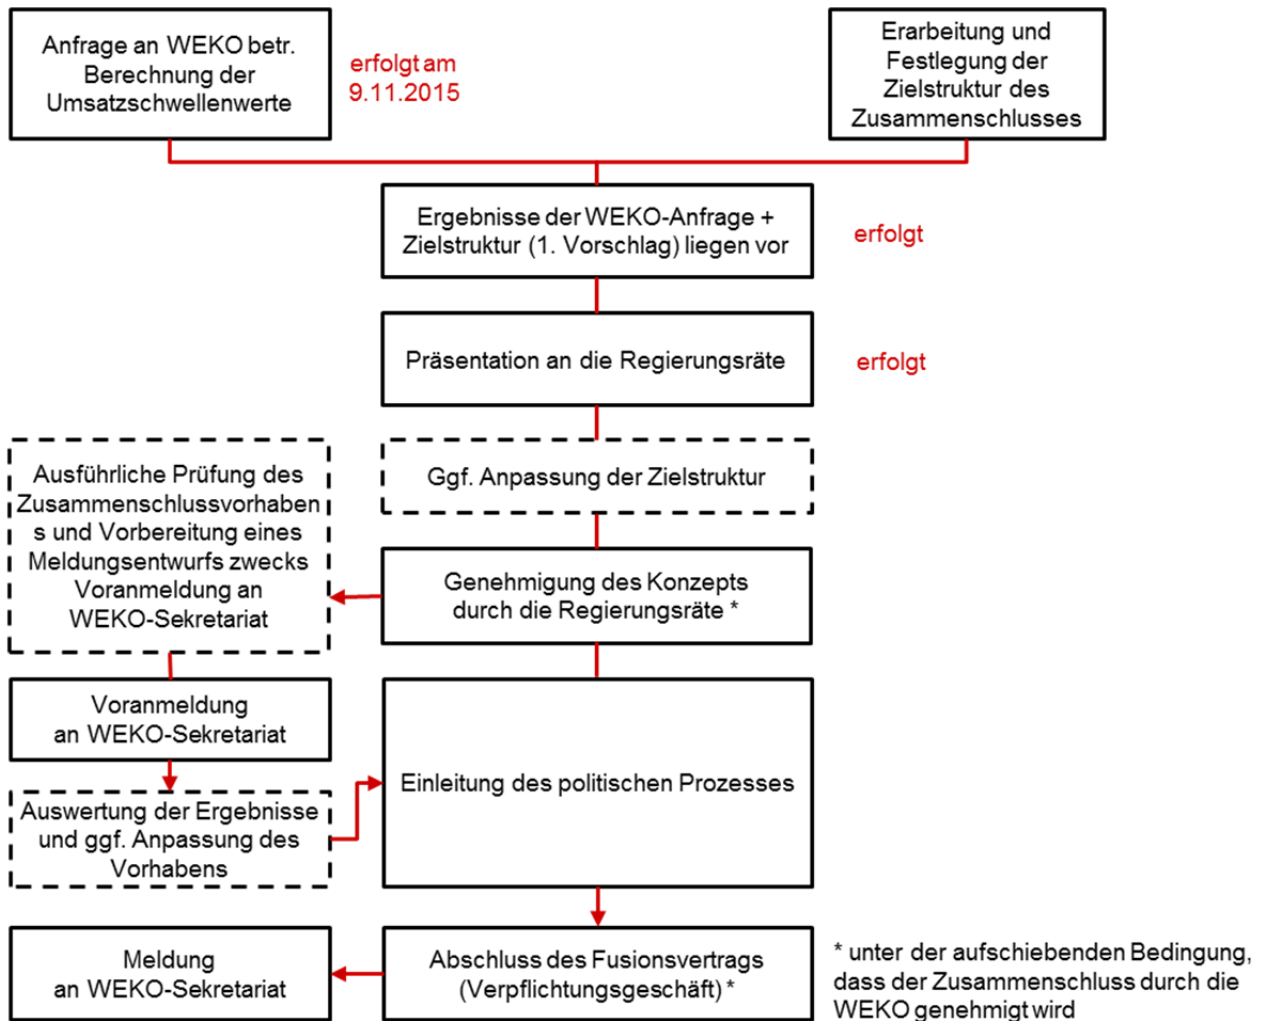 Anfrage an WEKO betr.
Berechnung der
Umsatzschwellenwerte
erfolgt am
9.11.2015
Erarbeitung und
Festlegung der
Zielstruktur des
Zusammenschlusses
Ergebnisse der WEKO-Anfrage +
Zielstruktur (1. Vorschlag) liegen vor
erfolgt
Präsentation an die Regierungsräte
erfolgt
Ggf. Anpassung der Zielstruktur
Genehmigung des Konzepts
durch die Regierungsräte *
Ausführliche Prüfung des
Zusammenschlussvorhaben
s und Vorbereitung eines
Meldungsentwurfs zwecks
Voranmeldung an
WEKO-Sekretariat
Voranmeldung
an WEKO-Sekretariat
Auswertung der Ergebnisse
und ggf. Anpassung des
Vorhabens
Einleitung des politischen Prozesses
Abschluss des Fusionsvertrags
(Verpflichtungsgeschäft) *
Meldung
an WEKO-Sekretariat
* unter der aufschiebenden Bedingung,
dass der Zusammenschluss durch die
WEKO genehmigt wird